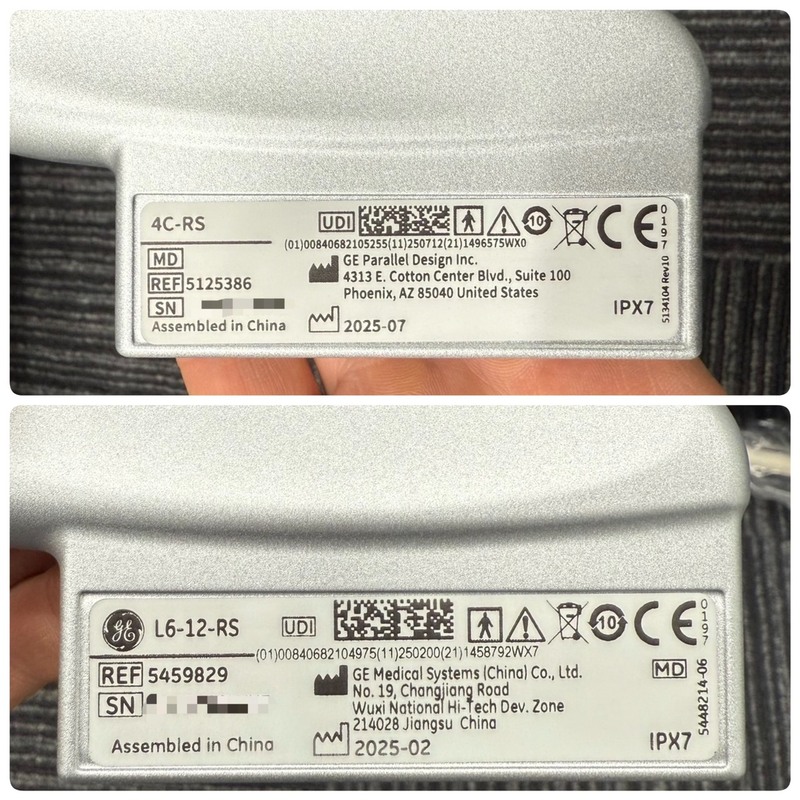 4C-RS
UDI
10
0197
(01)00840682105255(11)250712(21)1496575WX0
MD
GE Parallel Design Inc.
REF 5125386
4313 E. Cotton Center Blvd., Suite 100
Phoenix, AZ 85040 United States
SN
IPX7
Assembled in China
2025-07
5134104 Rev10
GE L6-12-RS
UDI
10
0197
(01)00840682104975(11)250200(21)1458792WX7
REF 5459829
GE Medical Systems (China) Co., Ltd.
MD
No. 19, Changjiang Road
SN
Wuxi National Hi-Tech Dev. Zone
214028 Jiangsu China
Assembled in China
2025-02
IPX7
5448214-06